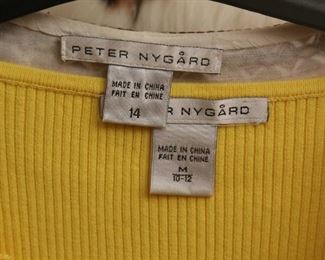 PETER NYGÅRD
MADE IN CHINA
FAIT EN CHINE
14
R NYGÅRD
MADE IN CHINA
FAIT EN CHINE
M
10-12